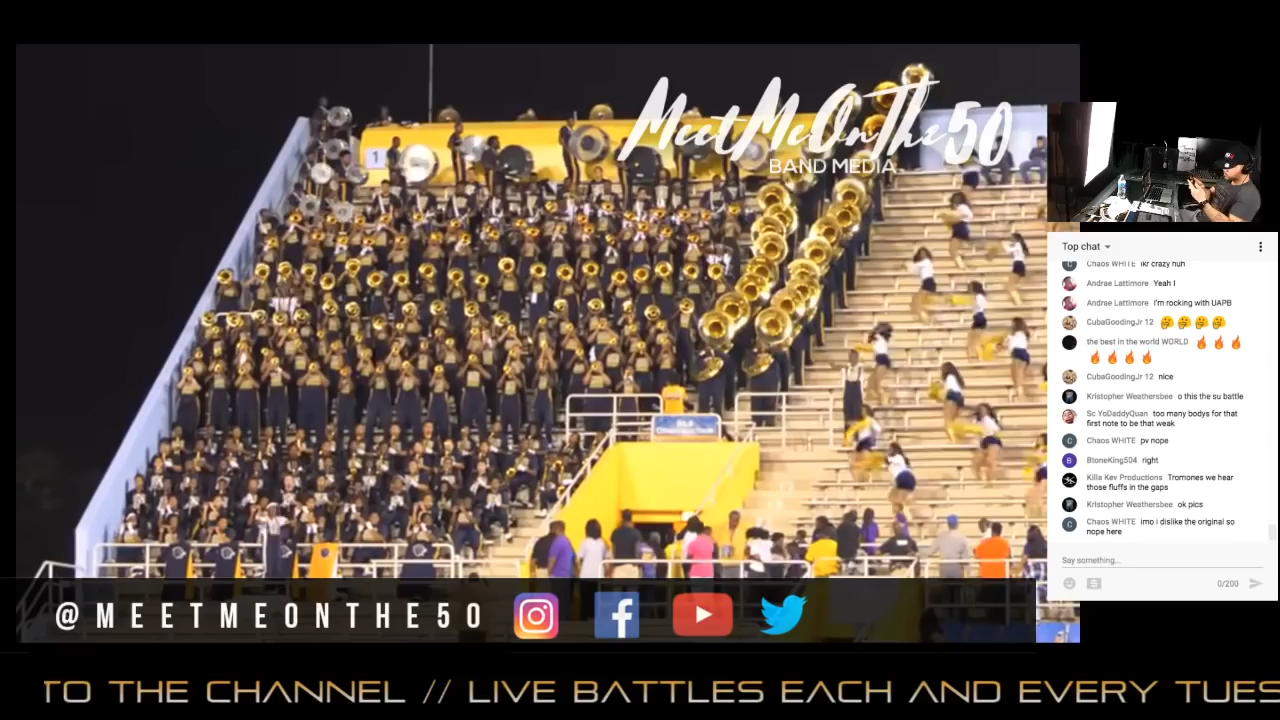 MeetMeOnThe50
BAND MEDIA
1
@MEETMEONTHE50
TO THE CHANNEL // LIVE BATTLES EACH AND EVERY TUES
Top chat
Chaos WHITE ikr crazy huh
Andrae Lattimore Yeah I
Andrae Lattimore I'm rocking with UAPB
CubaGoodingJr 12 🤔 🤔 🤔 🤔
the best in the world WORLD 🔥 🔥 🔥
🔥 🔥 🔥 🔥
CubaGoodingJr 12 nice
Kristopher Weathersbee o this the su battle
Sc YoDaddyQuan too many bodys for that
first note to be that weak
C Chaos WHITE pv nope
B BtoneKing504 right
Killa Kev Productions Tromones we hear
those fluffs in the gaps
Kristopher Weathersbee ok pics
C Chaos WHITE imo i dislike the original so
nope here
Say something...
0/200